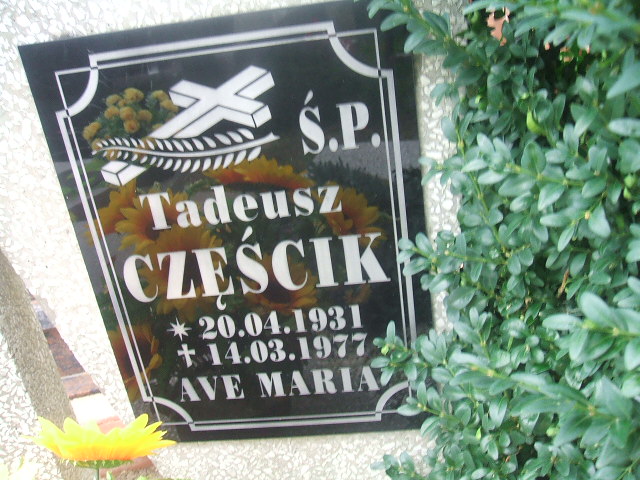 Ś.P.
Tadeusz
CZĘŚCIK
* 20.04.1931
✝ 14.03.1977
AVE MARIA